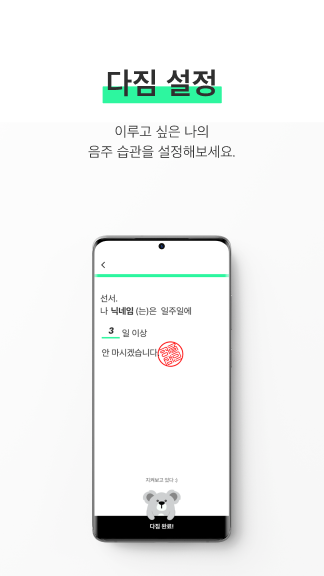 다짐 설정
이루고 싶은 나의
음주 습관을 설정해보세요.
선서.
나 닉네임 (는)은 일주일에
3 일 이상
안 마시겠습니다
지켜보고 있다 :)
다짐 완료!